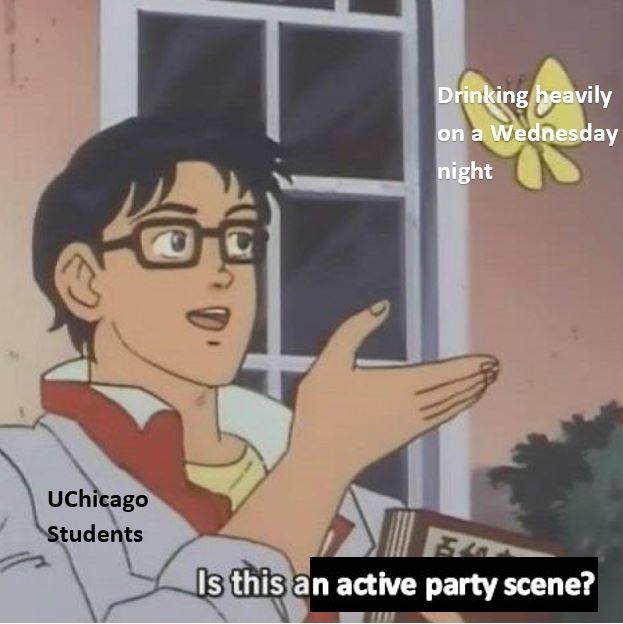 Drinking heavily
on a Wednesday
night
UChicago
Students
Is this an active party scene?